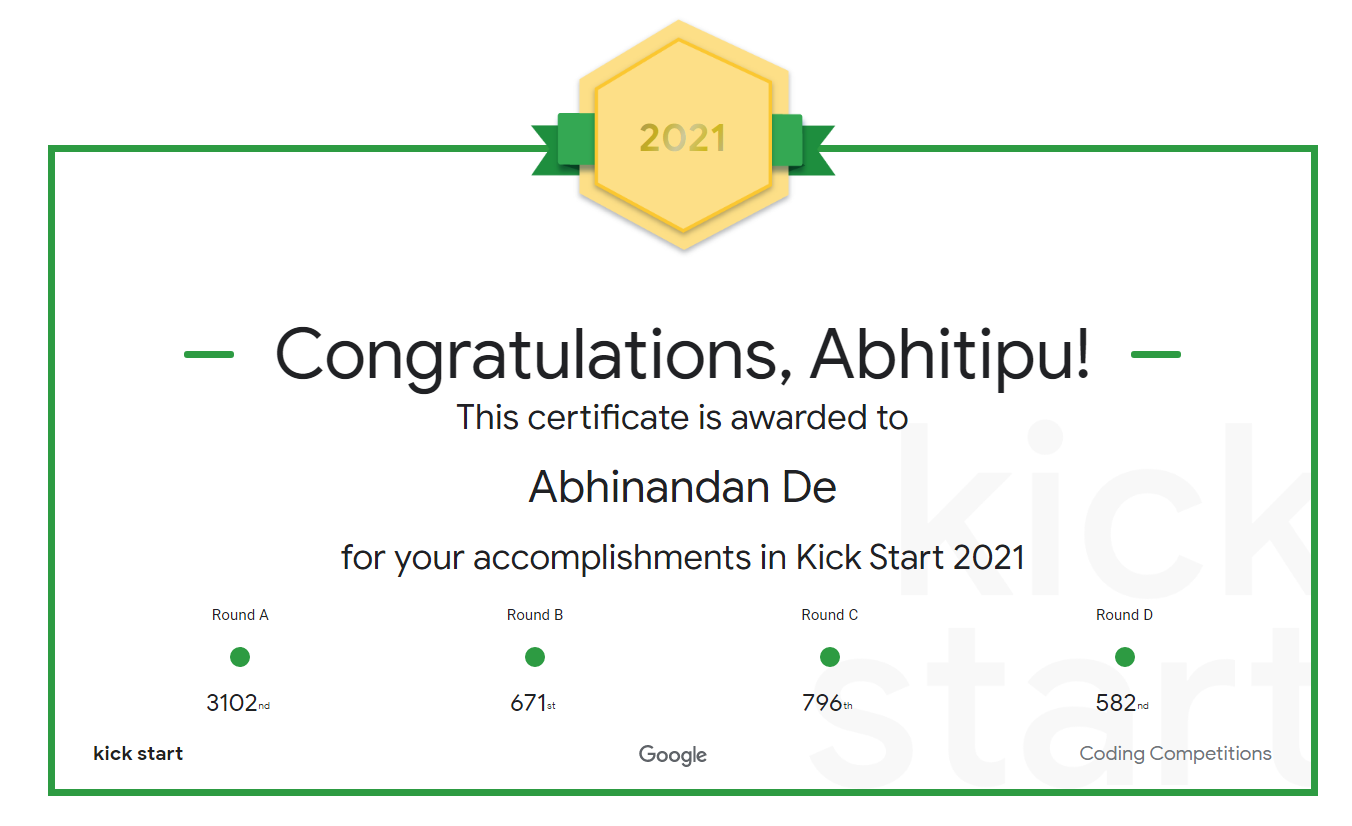 2021
Congratulations, Abhitipu!
This certificate is awarded to
Abhinandan De
for your accomplishments in Kick Start 2021
Round A Round B Round C Round D
3102nd 671st 796th 582nd
kick start Google Coding Competitions
kick
start